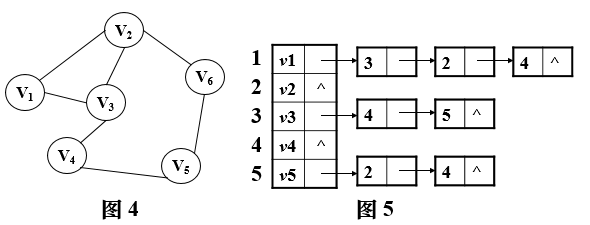 V2
V6
V1
V3
V4
V5
图 4
1 v1 3 2 4 ^
2 v2 ^
3 v3 4 5 ^
4 v4 ^
5 v5 2 4 ^
图 5